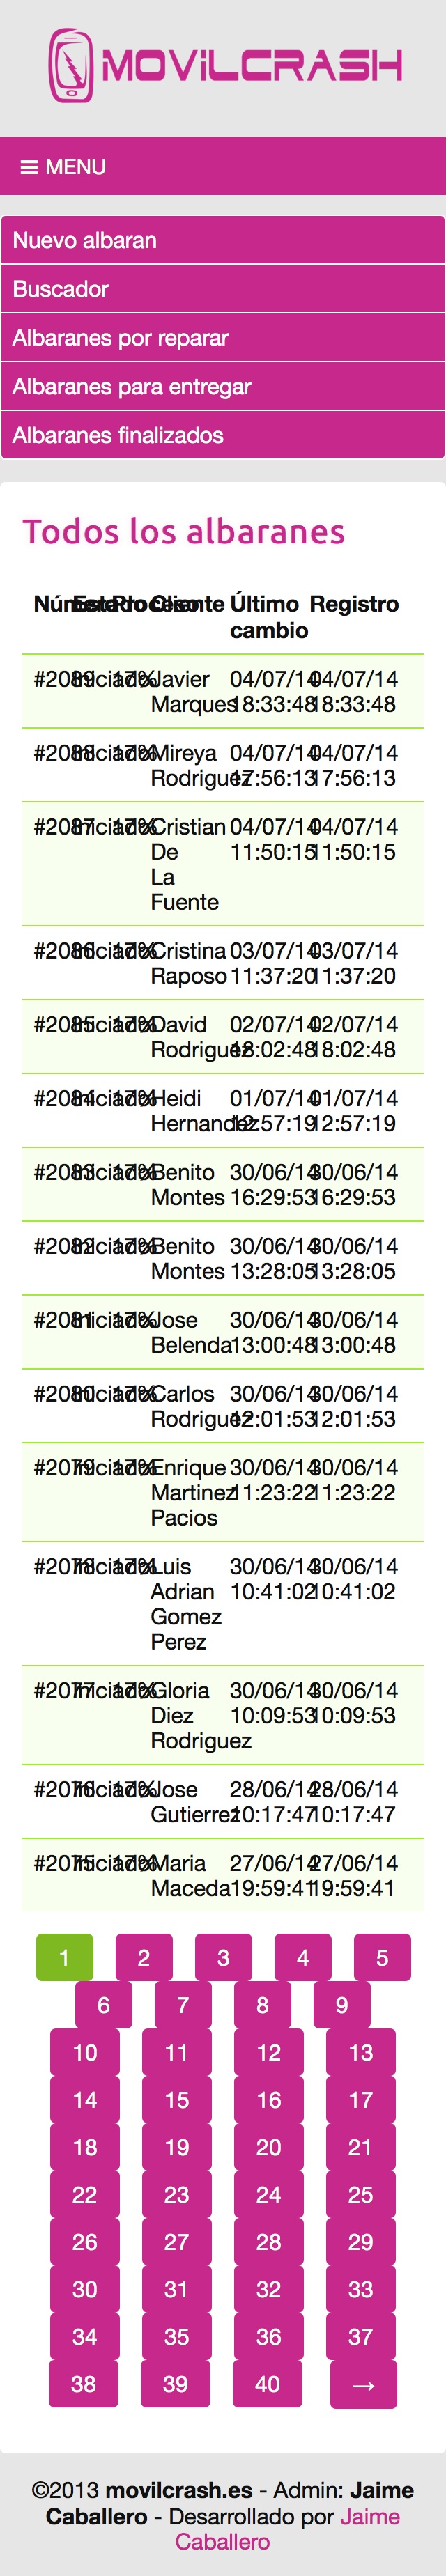 MOVILCRASH
≡ MENU
Nuevo albaran
Buscador
Albaranes por reparar
Albaranes para entregar
Albaranes finalizados
Todos los albaranes
Número Estado Proceso Cliente Último Registro
cambio
#2089 Iniciado 17% Javier 04/07/14 04/07/14
Marques 18:33:48 18:33:48
#2088 Iniciado 17% Mireya 04/07/14 04/07/14
Rodriguez 17:56:13 17:56:13
#2087 Iniciado 17% Cristian 04/07/14 04/07/14
De 11:50:15 11:50:15
La
Fuente
#2086 Iniciado 17% Cristina 03/07/14 03/07/14
Raposo 11:37:20 11:37:20
#2085 Iniciado 17% David 02/07/14 02/07/14
Rodriguez 18:02:48 18:02:48
#2084 Iniciado 17% Heidi 01/07/14 01/07/14
Hernandez 12:57:19 12:57:19
#2083 Iniciado 17% Benito 30/06/14 30/06/14
Montes 16:29:53 16:29:53
#2082 Iniciado 17% Benito 30/06/14 30/06/14
Montes 13:28:05 13:28:05
#2081 Iniciado 17% Jose 30/06/14 30/06/14
Belenda 13:00:48 13:00:48
#2080 Iniciado 17% Carlos 30/06/14 30/06/14
Rodriguez 12:01:53 12:01:53
#2079 Iniciado 17% Enrique 30/06/14 30/06/14
Martinez 11:23:22 11:23:22
Pacios
#2078 Iniciado 17% Luis 30/06/14 30/06/14
Adrian 10:41:02 10:41:02
Gomez
Perez
#2077 Iniciado 17% Gloria 30/06/14 30/06/14
Diez 10:09:53 10:09:53
Rodriguez
#2076 Iniciado 17% Jose 28/06/14 28/06/14
Gutierrez 10:17:47 10:17:47
#2075 Iniciado 17% Maria 27/06/14 27/06/14
Maceda 19:59:41 19:59:41
1 2 3 4 5
6 7 8 9
10 11 12 13
14 15 16 17
18 19 20 21
22 23 24 25
26 27 28 29
30 31 32 33
34 35 36 37
38 39 40 →
©2013 movilcrash.es - Admin: Jaime
Caballero - Desarrollado por Jaime
Caballero